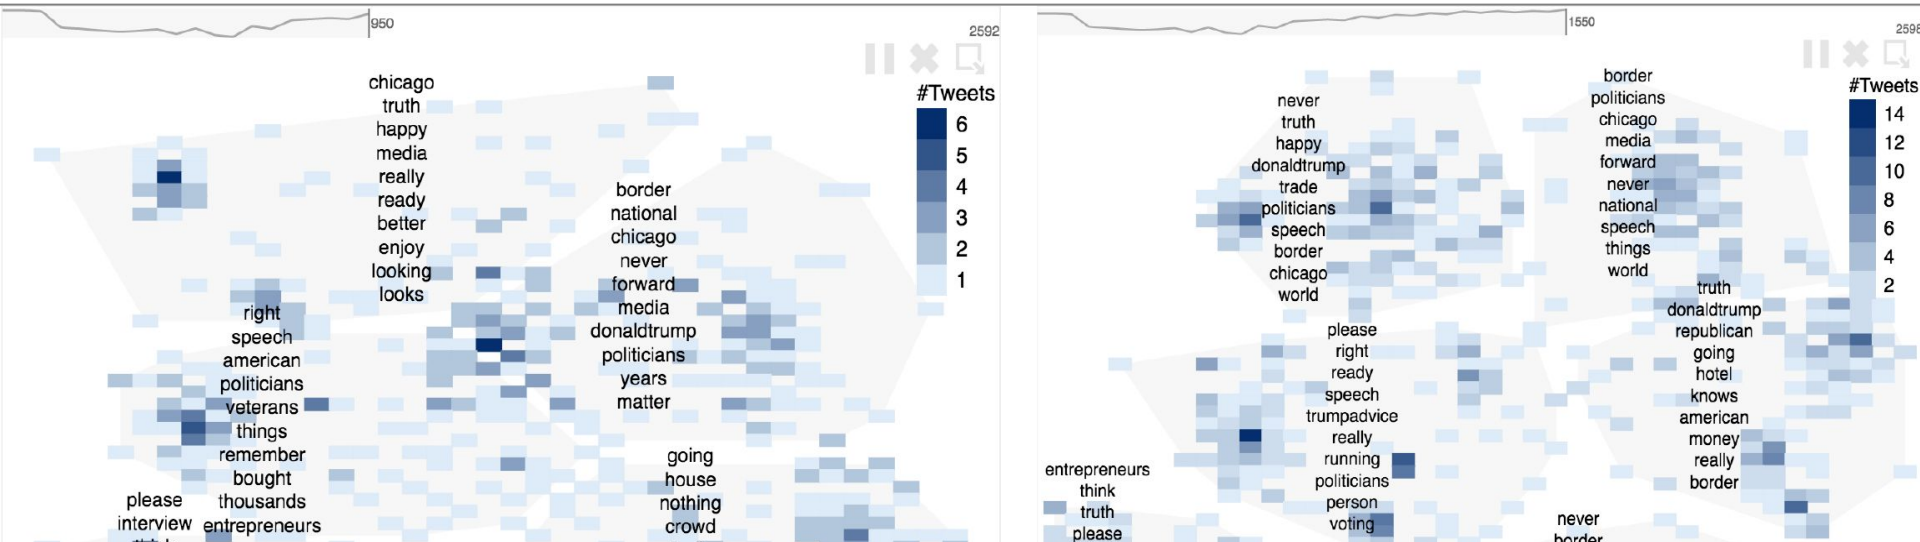 950
2592
chicago
truth
happy
media
really
ready
better
enjoy
looking
looks
border
national
chicago
never
forward
media
donaldtrump
politicians
years
matter
right
speech
american
politicians
veterans
things
remember
bought
thousands
entrepreneurs
please
interview
going
house
nothing
crowd
#Tweets
6
5
4
3
2
1
1550
2598
never
truth
happy
donaldtrump
trade
politicians
speech
border
chicago
world
border
politicians
chicago
media
forward
never
national
speech
things
world
truth
donaldtrump
republican
going
hotel
knows
american
money
really
border
please
right
ready
speech
trumpadvice
really
running
politicians
person
voting
entrepreneurs
think
truth
please
never
border
#Tweets
14
12
10
8
6
4
2